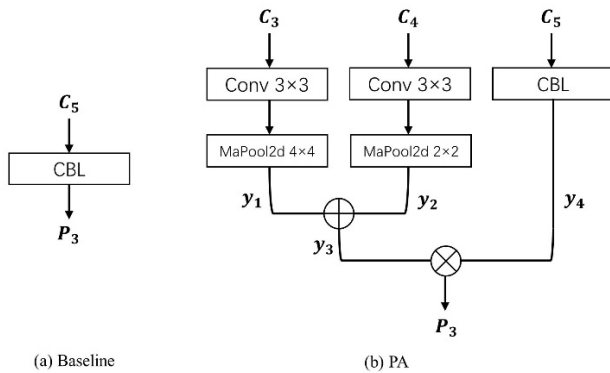 C₅
CBL
P₃
(a) Baseline
C₃ C₄ C₅
Conv 3×3 Conv 3×3 CBL
MaPool2d 4×4 MaPool2d 2×2
y₁ y₂ y₄
y₃
P₃
(b) PA